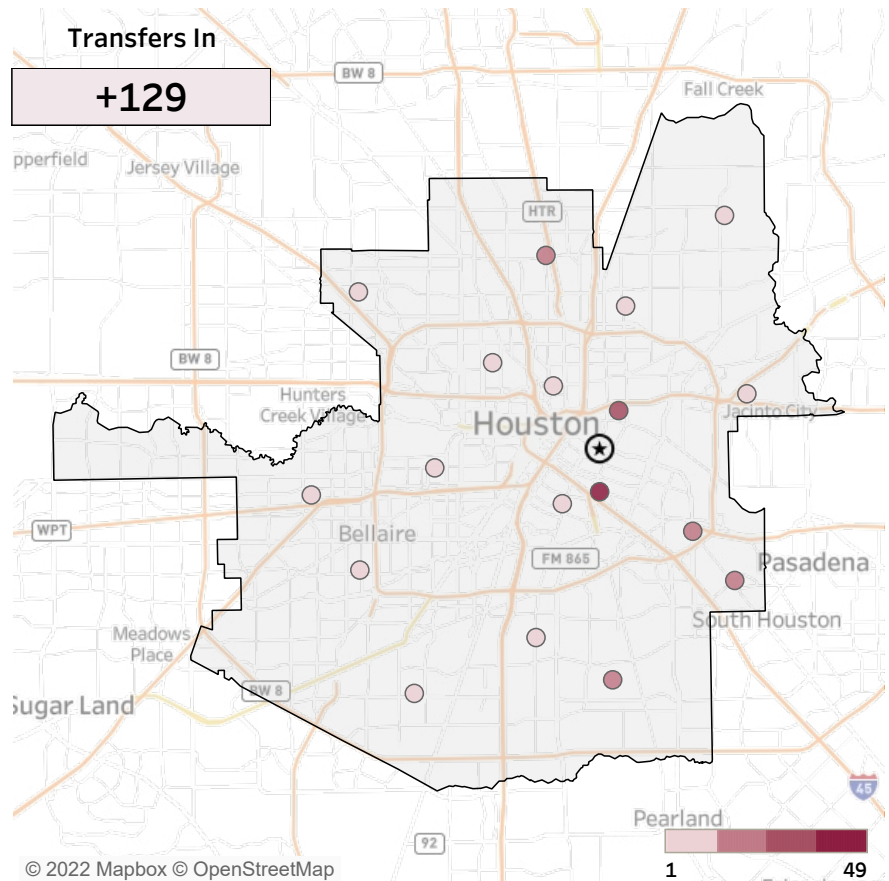 Transfers In
+129
BW 8
Fall Creek
pperfield
Jersey Village
HTR
BW 8
Hunters
Creek Village
Jacinto City
Houston
WPT
Bellaire
FM 865
Pasadena
South Houston
Meadows
Place
BW 8
Sugar Land
45
Pearland
92
1
49
© 2022 Mapbox © OpenStreetMap